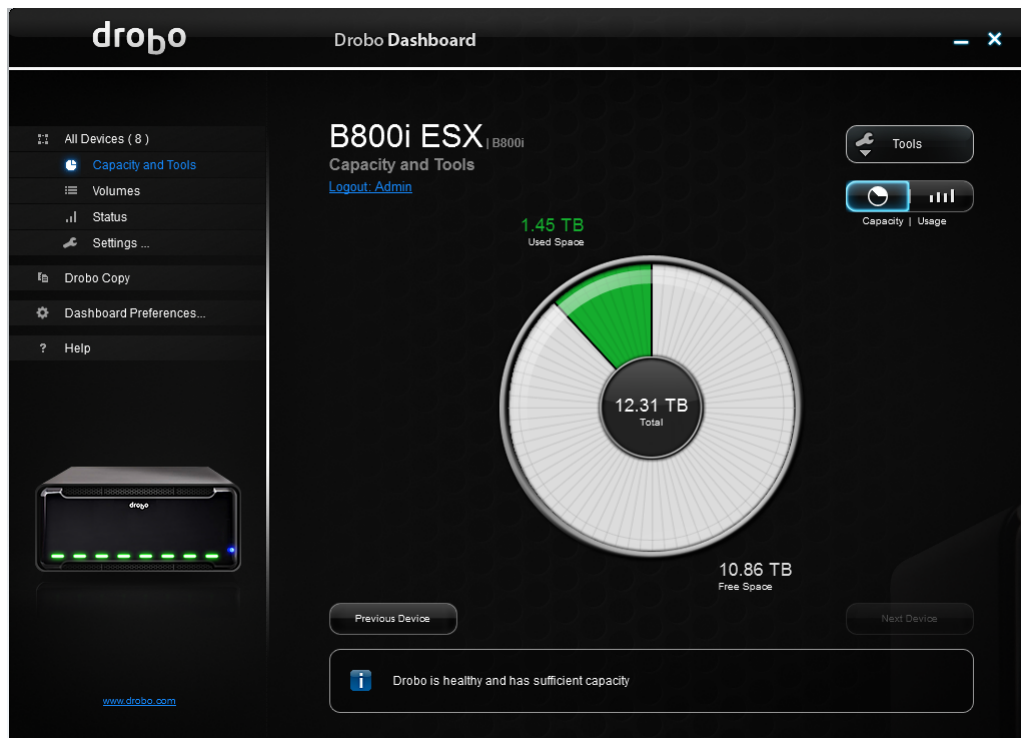 drobo
Drobo Dashboard
All Devices ( 8 )
Capacity and Tools
Volumes
Status
Settings ...
Drobo Copy
Dashboard Preferences...
? Help
drobo
www.drobo.com
B800i ESX | B800i
Capacity and Tools
Logout: Admin
Tools
Capacity | Usage
1.45 TB
Used Space
12.31 TB
Total
10.86 TB
Free Space
Previous Device
Next Device
i Drobo is healthy and has sufficient capacity